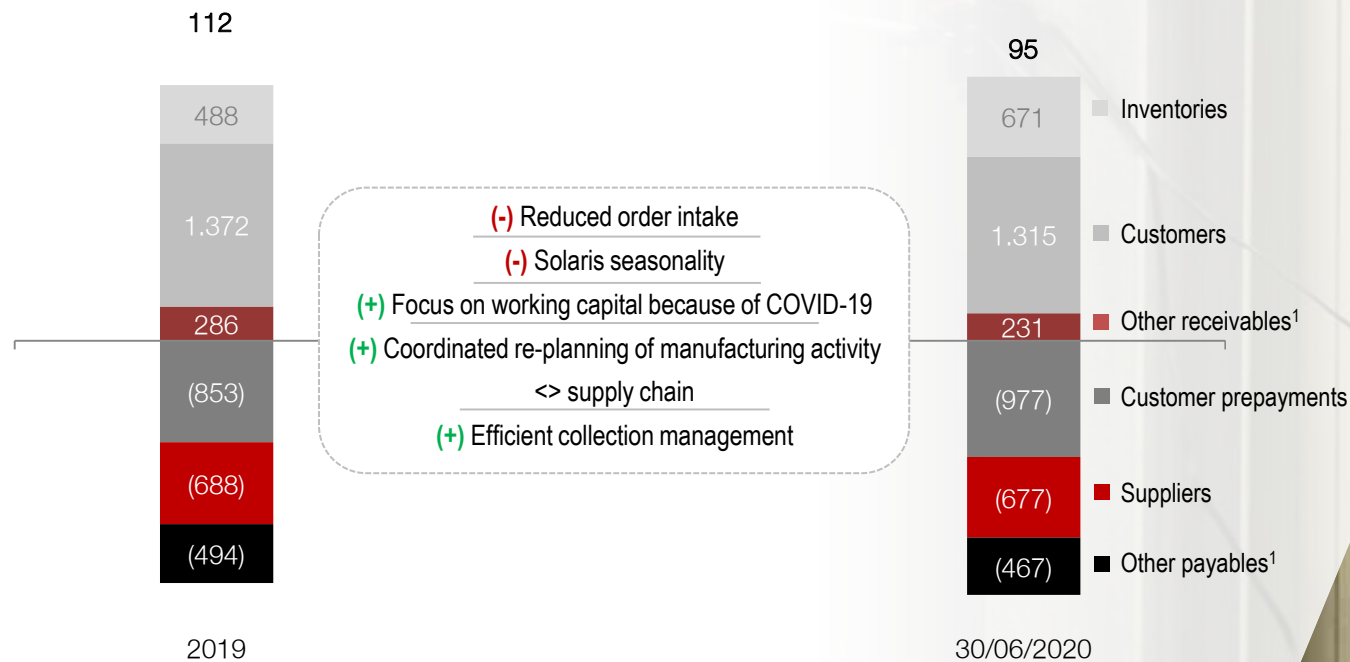 112
488
1.372
286
(853)
(688)
(494)
2019
(-) Reduced order intake
(-) Solaris seasonality
(+) Focus on working capital because of COVID-19
(+) Coordinated re-planning of manufacturing activity
<> supply chain
(+) Efficient collection management
95
671
1.315
231
(977)
(677)
(467)
30/06/2020
Inventories
Customers
Other receivables¹
Customer prepayments
Suppliers
Other payables¹